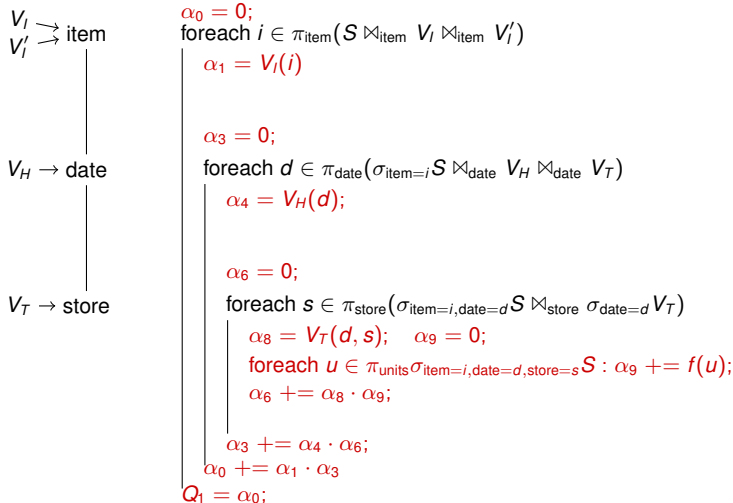 α₀ = 0;
V_I → item
V′_I →
foreach i ∈ π_item(S ⋈_item V_I ⋈_item V′_I)
α₁ = V_I(i)
α₃ = 0;
V_H → date
foreach d ∈ π_date(σ_item=i S ⋈_date V_H ⋈_date V_T)
α₄ = V_H(d);
α₆ = 0;
V_T → store
foreach s ∈ π_store(σ_item=i,date=d S ⋈_store σ_date=d V_T)
α₈ = V_T(d, s); α₉ = 0;
foreach u ∈ π_units σ_item=i,date=d,store=s S : α₉ += f(u);
α₆ += α₈ · α₉;
α₃ += α₄ · α₆;
α₀ += α₁ · α₃
Q₁ = α₀;